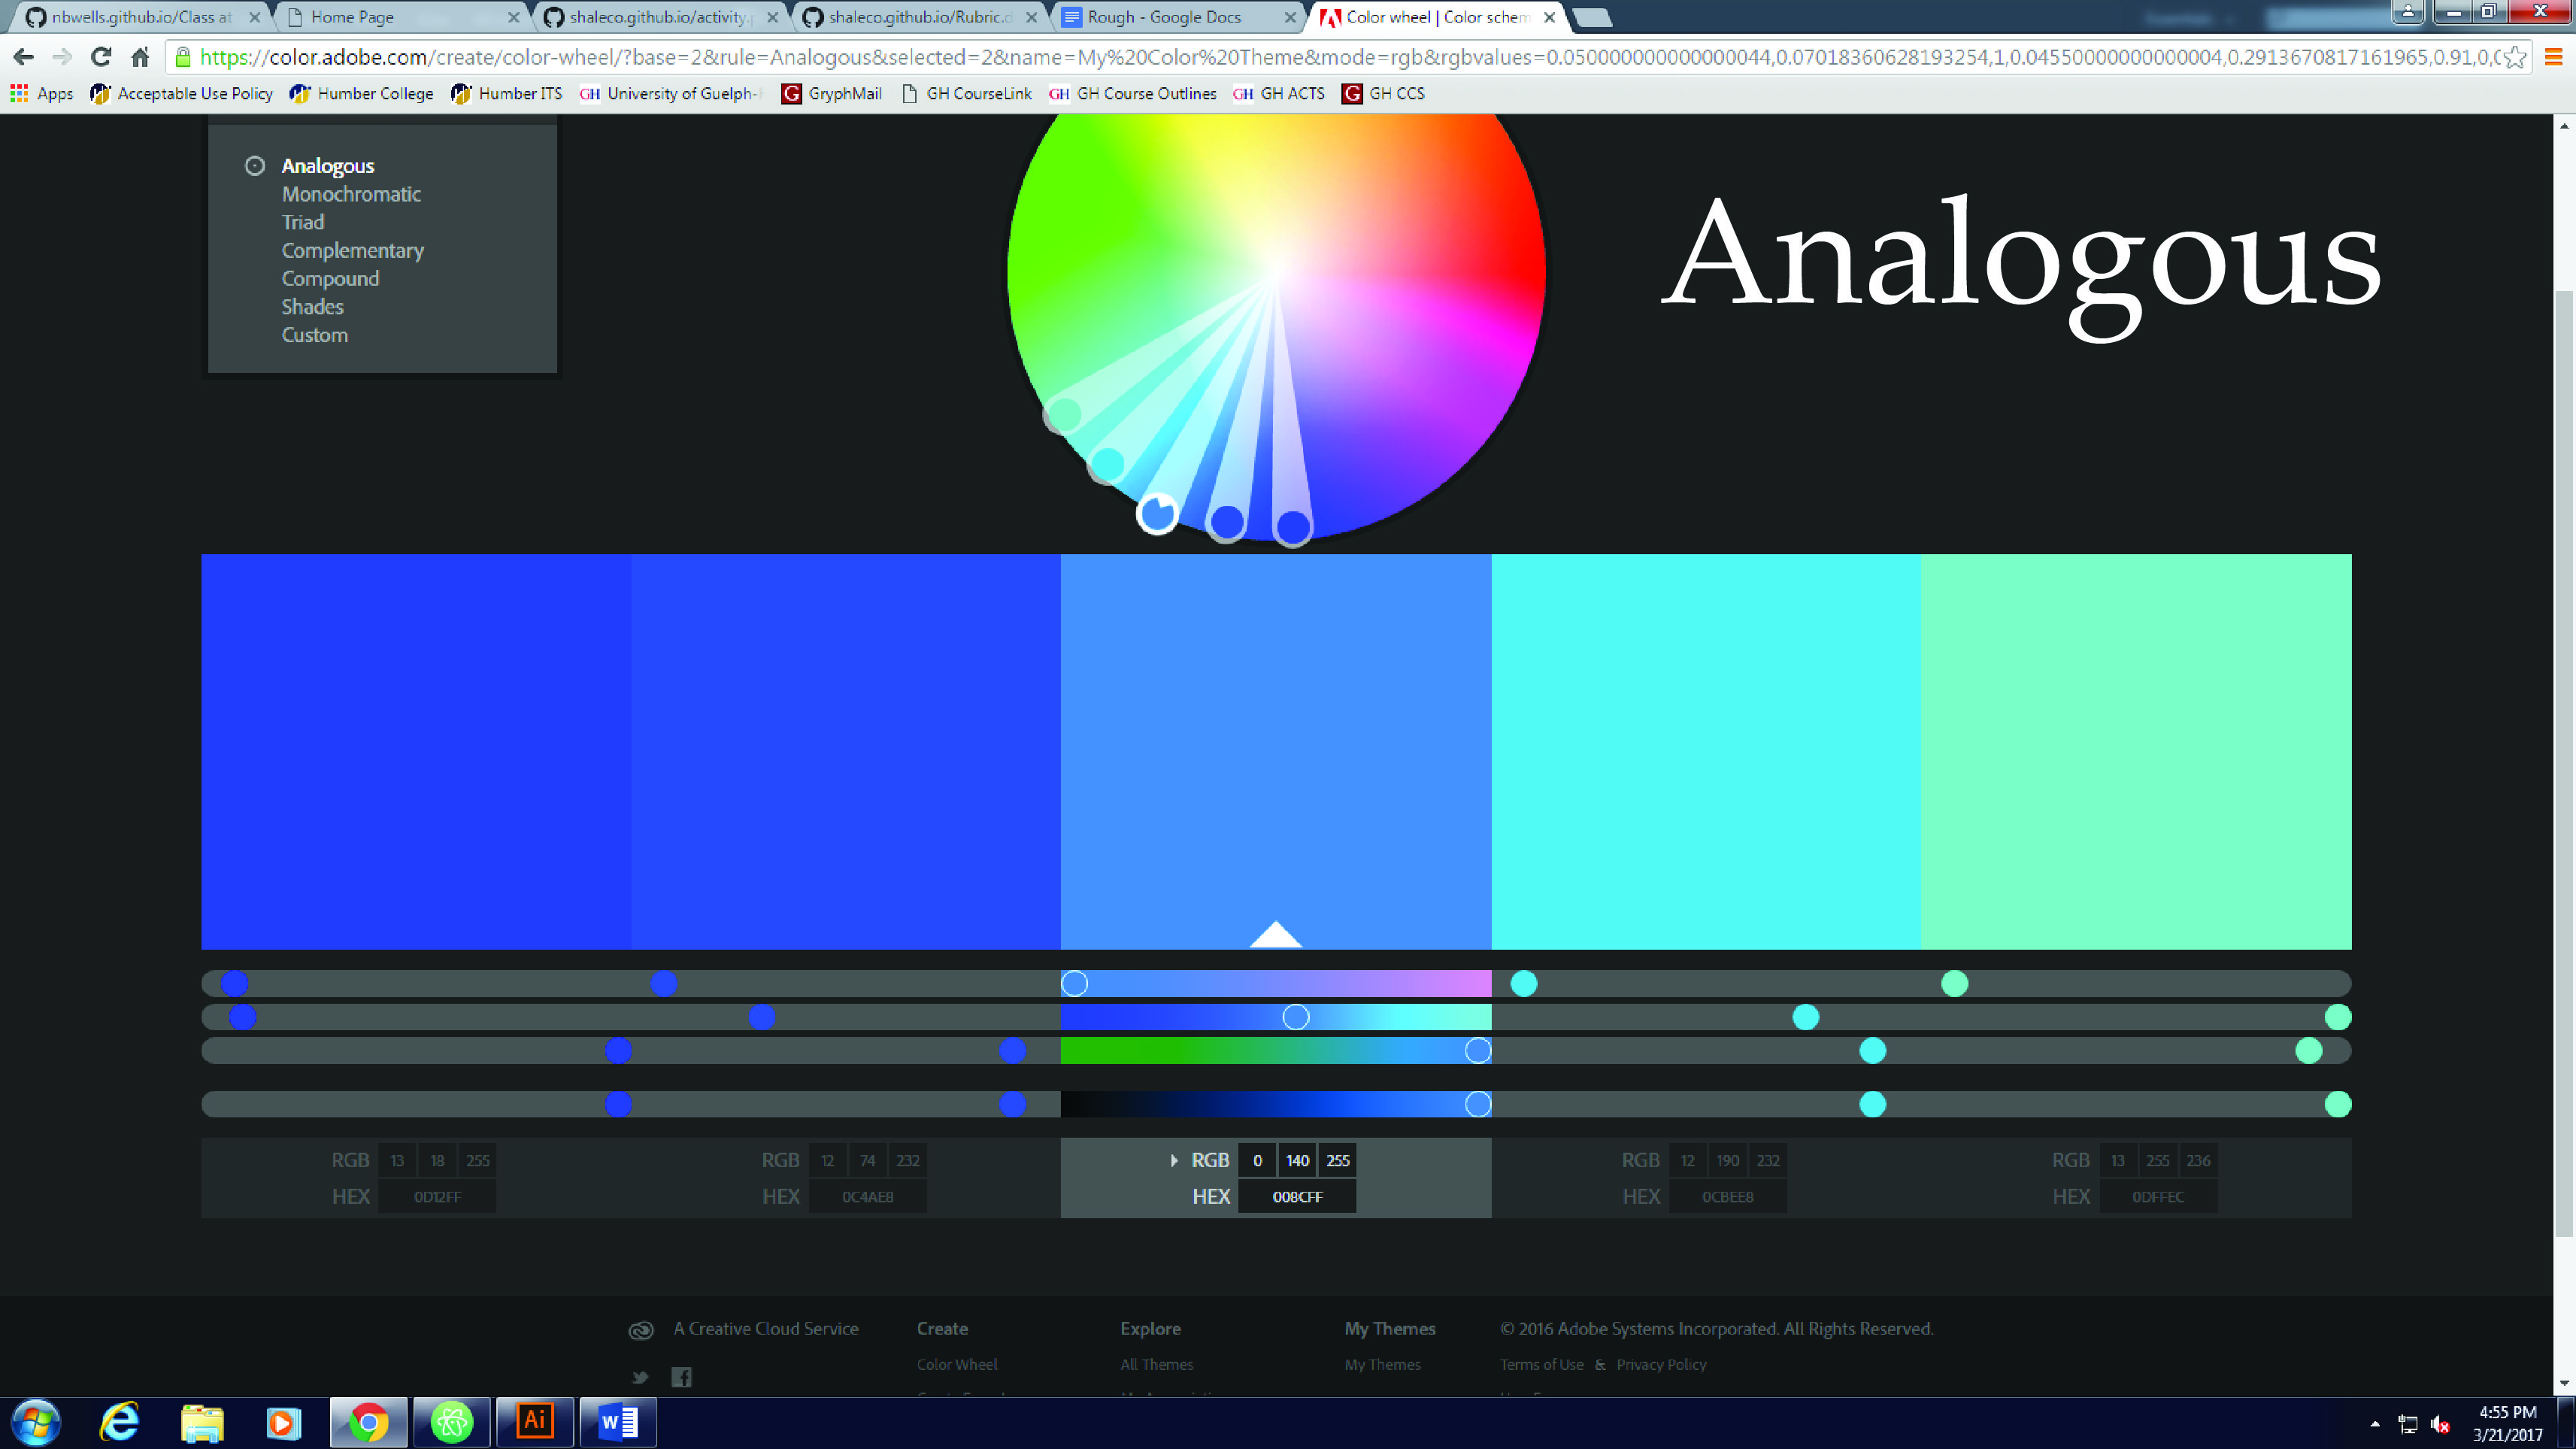 nbwells.github.io/Class at
Home Page
shaleco.github.io/activity.
shaleco.github.io/Rubric.d
Rough - Google Docs
Color wheel | Color schem
https://color.adobe.com/create/color-wheel/?base=2&rule=Analogous&selected=2&name=My%20Color%20Theme&mode=rgb&rgbvalues=0.050000000000000044,0.07018360628193254,1,0.04550000000000004,0.2913670817161965,0.91,0,0
Apps Acceptable Use Policy Humber College Humber ITS GH University of Guelph- G GryphMail GH CourseLink GH GH Course Outlines GH GH ACTS G GH CCS
Analogous
Monochromatic
Triad
Complementary
Compound
Shades
Custom
Analogous
RGB 13 18 255
HEX 0D12FF
RGB 12 74 232
HEX 0C4AE8
RGB 0 140 255
HEX 008CFF
RGB 12 190 232
HEX 0CBEE8
RGB 13 255 236
HEX 0DFFEC
A Creative Cloud Service
Create
Color Wheel
Explore
All Themes
My Themes
My Themes
© 2016 Adobe Systems Incorporated. All Rights Reserved.
Terms of Use & Privacy Policy
Ai
W
4:55 PM
3/21/2017